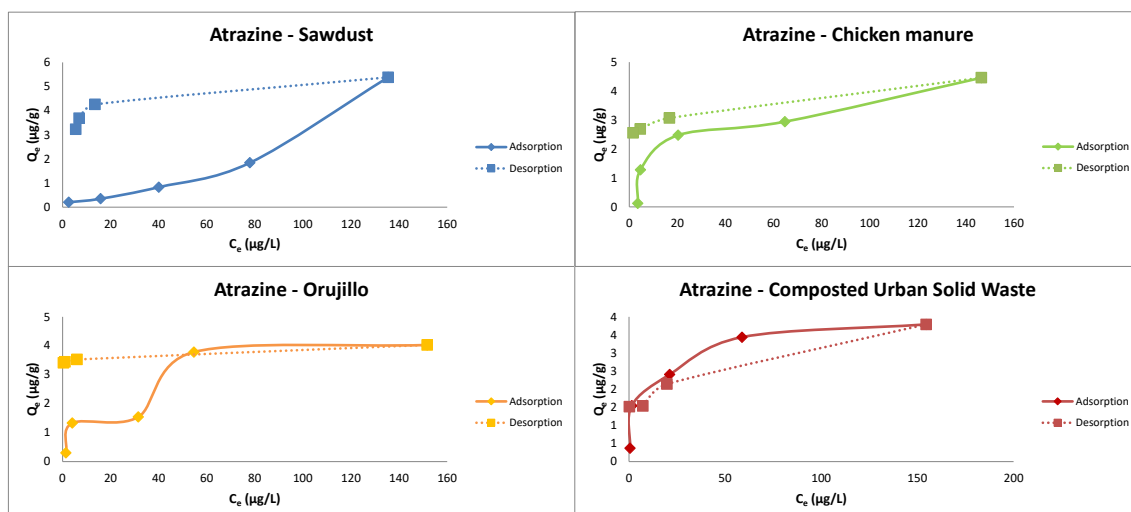 Atrazine - Sawdust
6
5
4
3
2
1
0
Qe (µg/g)
0 20 40 60 80 100 120 140 160
Ce (µg/L)
Adsorption
Desorption
Atrazine - Chicken manure
5
4
3
2
1
0
Qe (µg/g)
0 20 40 60 80 100 120 140 160 180 200
Ce (µg/L)
Adsorption
Desorption
Atrazine - Orujillo
5
4
3
2
1
0
Qe (µg/g)
0 20 40 60 80 100 120 140 160
Ce (µg/L)
Adsorption
Desorption
Atrazine - Composted Urban Solid Waste
4
4
3
3
2
2
1
1
0
Qe (µg/g)
0 50 100 150 200
Ce (µg/L)
Adsorption
Desorption